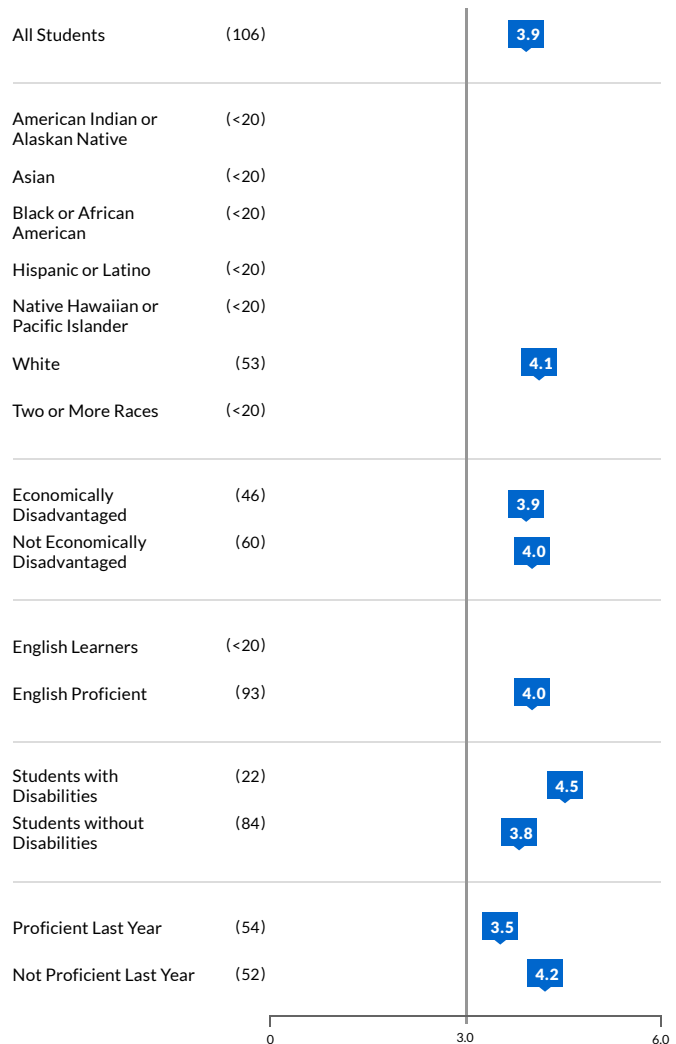 All Students (106) 3.9
American Indian or (<20)
Alaskan Native
Asian (<20)
Black or African (<20)
American
Hispanic or Latino (<20)
Native Hawaiian or (<20)
Pacific Islander
White (53) 4.1
Two or More Races (<20)
Economically (46) 3.9
Disadvantaged
Not Economically (60) 4.0
Disadvantaged
English Learners (<20)
English Proficient (93) 4.0
Students with (22) 4.5
Disabilities
Students without (84) 3.8
Disabilities
Proficient Last Year (54) 3.5
Not Proficient Last Year (52) 4.2
0 3.0 6.0